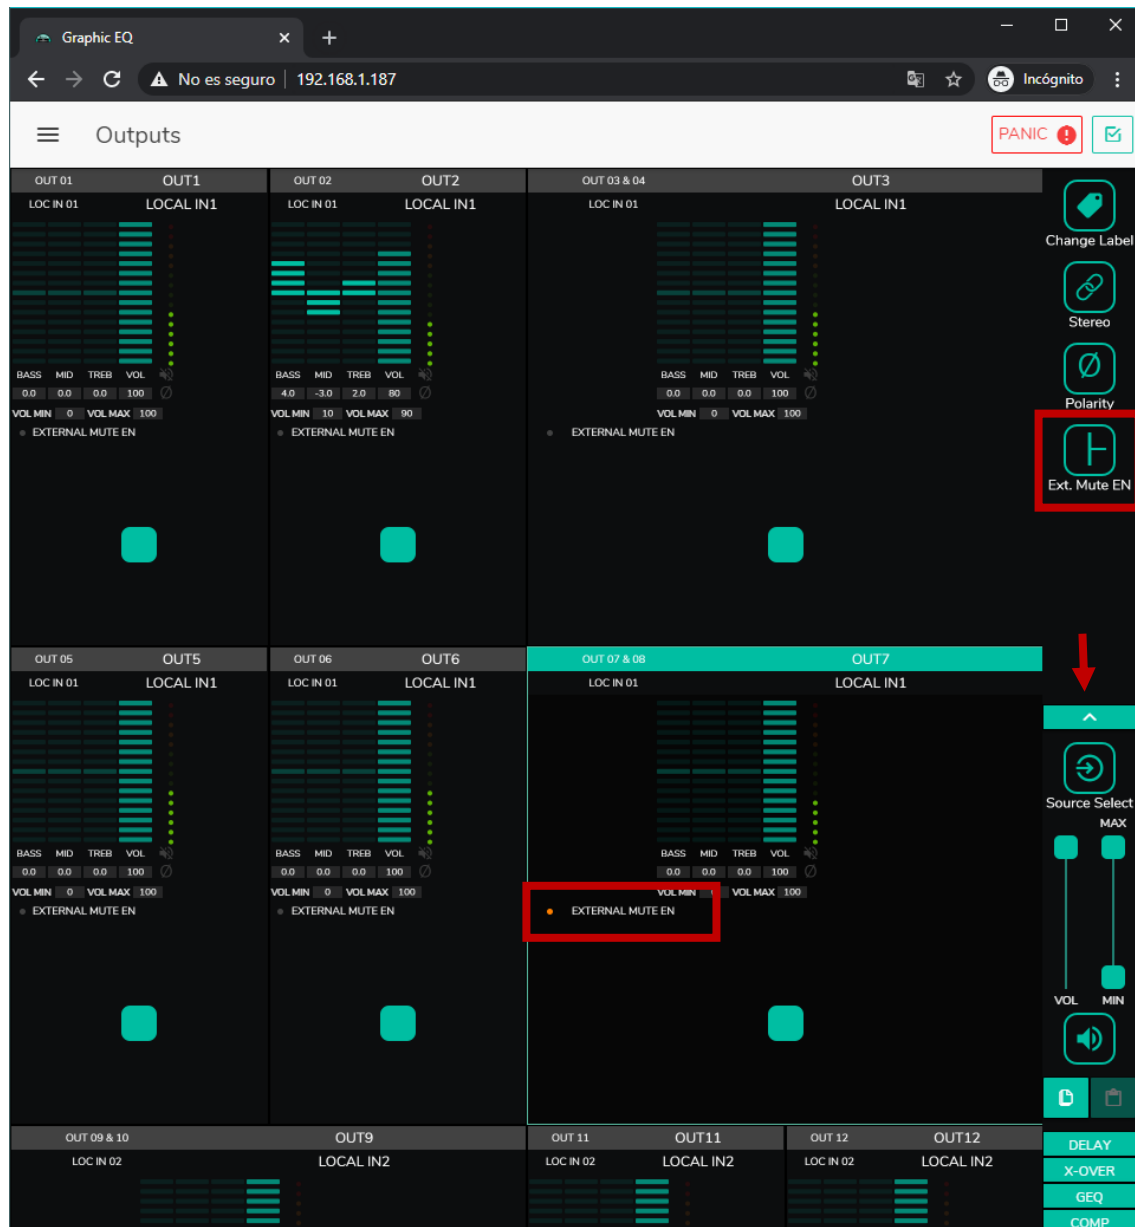 Graphic EQ
No es seguro | 192.168.1.187
Incógnito
Outputs
PANIC
OUT 01 OUT1
LOC IN 01 LOCAL IN1
BASS MID TREB VOL
0.0 0.0 0.0 100
VOL MIN 0 VOL MAX 100
EXTERNAL MUTE EN
OUT 02 OUT2
LOC IN 01 LOCAL IN1
BASS MID TREB VOL
4.0 -3.0 2.0 80
VOL MIN 10 VOL MAX 90
EXTERNAL MUTE EN
OUT 03 & 04 OUT3
LOC IN 01 LOCAL IN1
BASS MID TREB VOL
0.0 0.0 0.0 100
VOL MIN 0 VOL MAX 100
EXTERNAL MUTE EN
Change Label
Stereo
Polarity
Ext. Mute EN
OUT 05 OUT5
LOC IN 01 LOCAL IN1
BASS MID TREB VOL
0.0 0.0 0.0 100
VOL MIN 0 VOL MAX 100
EXTERNAL MUTE EN
OUT 06 OUT6
LOC IN 01 LOCAL IN1
BASS MID TREB VOL
0.0 0.0 0.0 100
VOL MIN 0 VOL MAX 100
EXTERNAL MUTE EN
OUT 07 & 08 OUT7
LOC IN 01 LOCAL IN1
BASS MID TREB VOL
0.0 0.0 0.0 100
VOL MIN VOL MAX 100
EXTERNAL MUTE EN
Source Select
MAX
VOL MIN
OUT 09 & 10 OUT9
LOC IN 02 LOCAL IN2
OUT 11 OUT11
LOC IN 02 LOCAL IN2
OUT 12 OUT12
LOC IN 02 LOCAL IN2
DELAY
X-OVER
GEQ
COMP